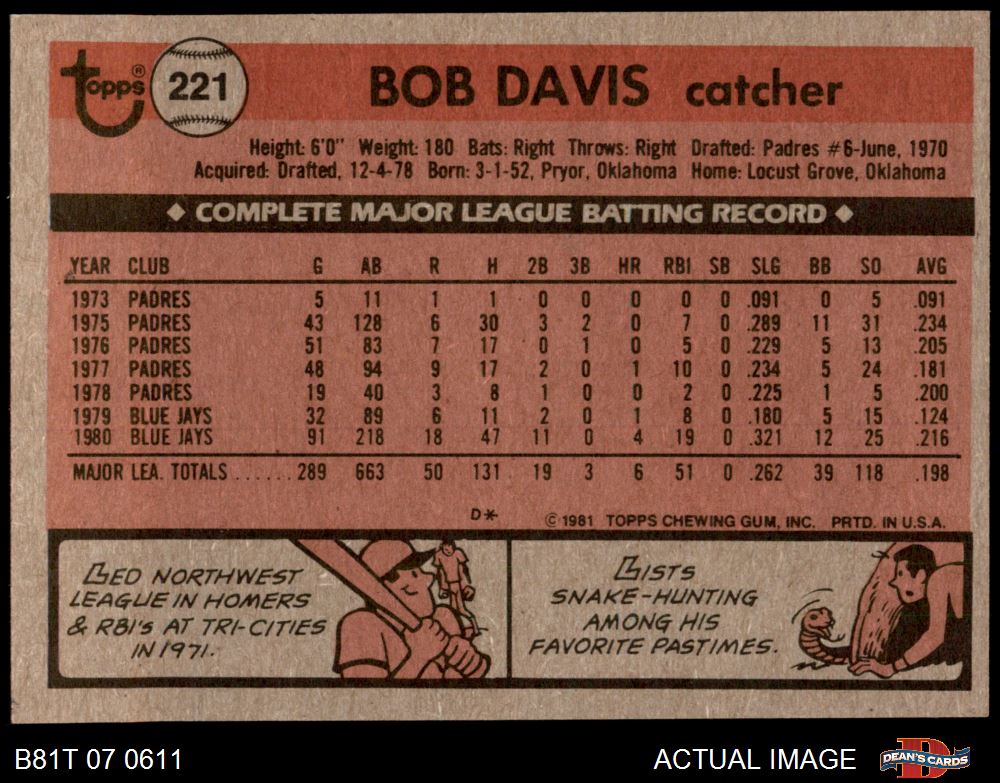 Topps® 221 BOB DAVIS catcher
Height: 6'0" Weight: 180 Bats: Right Throws: Right Drafted: Padres #6-June, 1970
Acquired: Drafted, 12-4-78 Born: 3-1-52, Pryor, Oklahoma Home: Locust Grove, Oklahoma
◆ COMPLETE MAJOR LEAGUE BATTING RECORD ◆
YEAR CLUB G AB R H 2B 3B HR RBI SB SLG BB SO AVG
1973 PADRES 5 11 1 1 0 0 0 0 0 .091 0 5 .091
1975 PADRES 43 128 6 30 3 2 0 7 0 .289 11 31 .234
1976 PADRES 51 83 7 17 0 1 0 5 0 .229 5 13 .205
1977 PADRES 48 94 9 17 2 0 1 10 0 .234 5 24 .181
1978 PADRES 19 40 3 8 1 0 0 2 0 .225 1 5 .200
1979 BLUE JAYS 32 89 6 11 2 0 1 8 0 .180 5 15 .124
1980 BLUE JAYS 91 218 18 47 11 0 4 19 0 .321 12 25 .216
MAJOR LEA. TOTALS ...... 289 663 50 131 19 3 6 51 0 .262 39 118 .198
D* © 1981 TOPPS CHEWING GUM, INC. PRTD. IN U.S.A.
LED NORTHWEST
LEAGUE IN HOMERS
& RBI's AT TRI-CITIES
IN 1971.
LISTS
SNAKE-HUNTING
AMONG HIS
FAVORITE PASTIMES.
B81T 07 0611 ACTUAL IMAGE DEAN'S CARDS